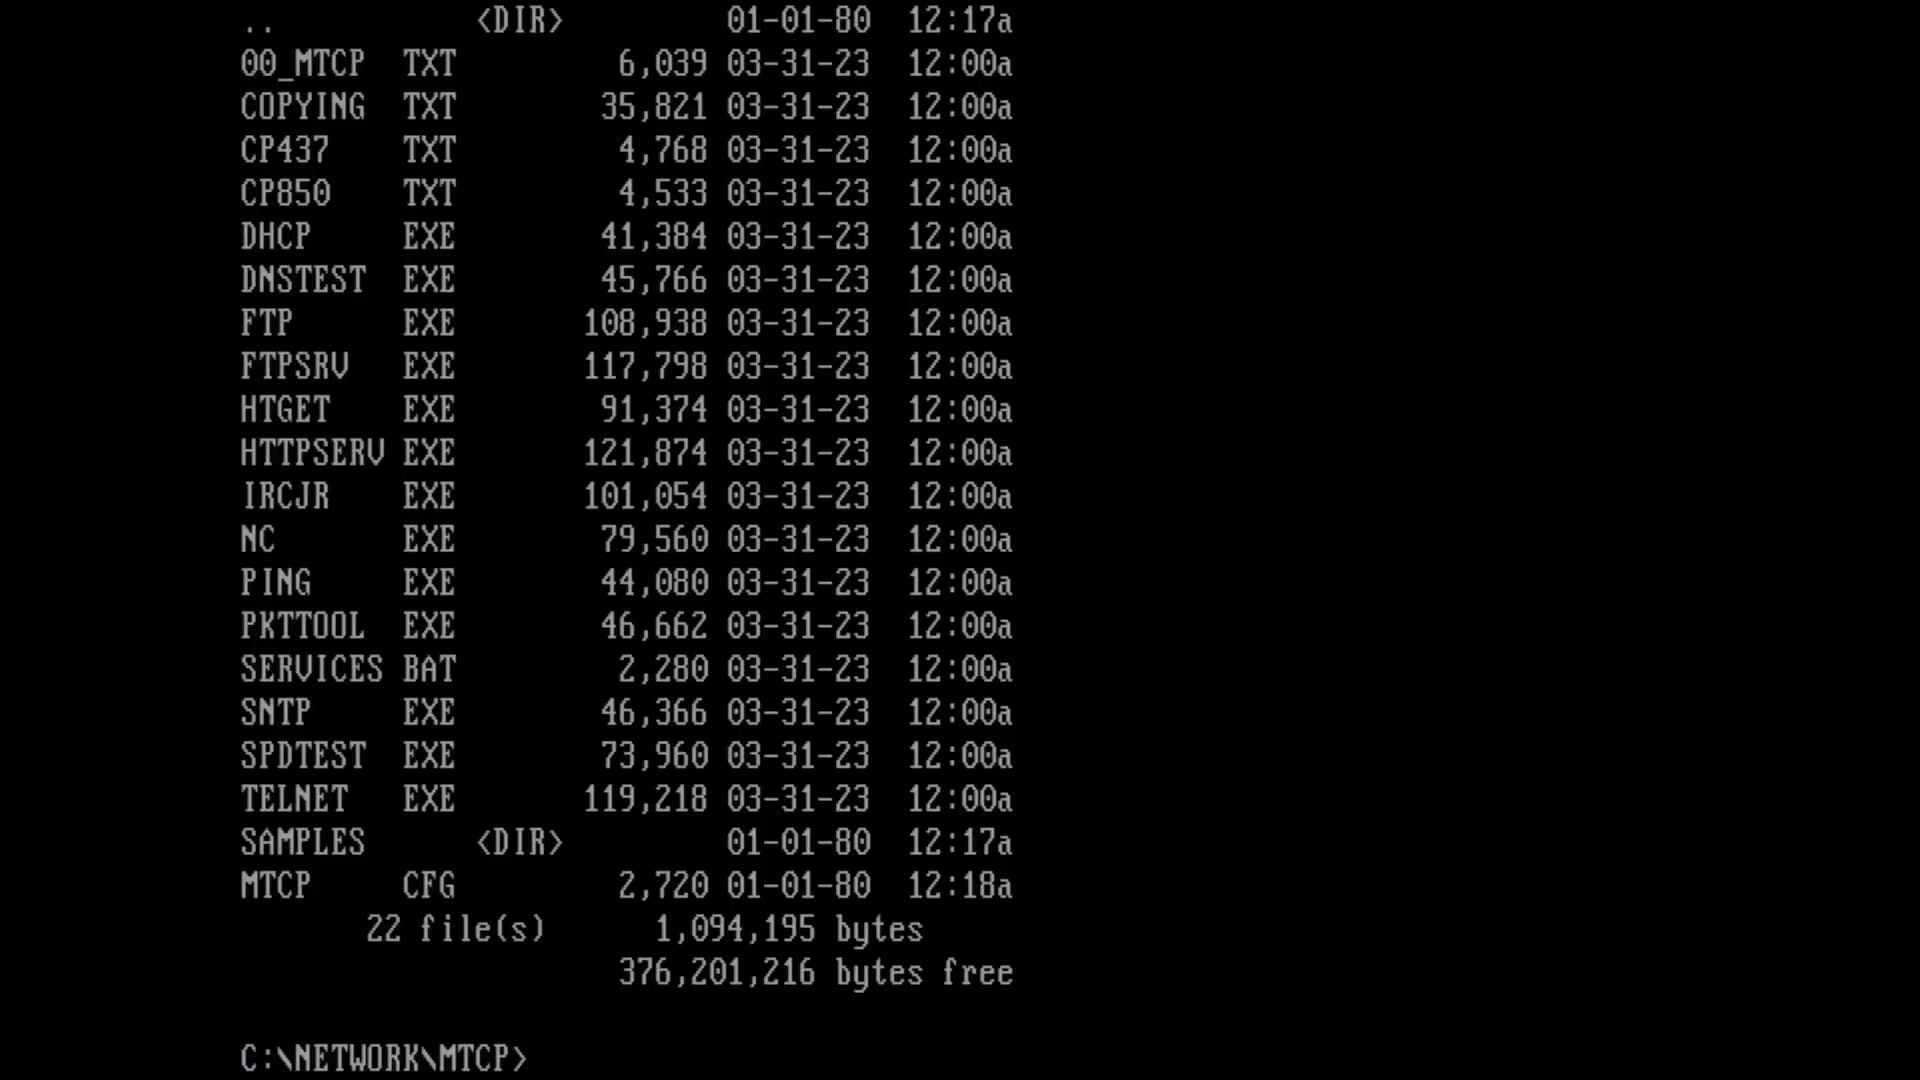 ..           <DIR>         01-01-80  12:17a
00_MTCP  TXT         6,039 03-31-23  12:00a
COPYING  TXT        35,821 03-31-23  12:00a
CP437    TXT         4,768 03-31-23  12:00a
CP850    TXT         4,533 03-31-23  12:00a
DHCP     EXE        41,384 03-31-23  12:00a
DNSTEST  EXE        45,766 03-31-23  12:00a
FTP      EXE       108,938 03-31-23  12:00a
FTPSRV   EXE       117,798 03-31-23  12:00a
HTGET    EXE        91,374 03-31-23  12:00a
HTTPSERV EXE       121,874 03-31-23  12:00a
IRCJR    EXE       101,054 03-31-23  12:00a
NC       EXE        79,560 03-31-23  12:00a
PING     EXE        44,080 03-31-23  12:00a
PKTTOOL  EXE        46,662 03-31-23  12:00a
SERVICES BAT         2,280 03-31-23  12:00a
SNTP     EXE        46,366 03-31-23  12:00a
SPDTEST  EXE        73,960 03-31-23  12:00a
TELNET   EXE       119,218 03-31-23  12:00a
SAMPLES      <DIR>         01-01-80  12:17a
MTCP     CFG         2,720 01-01-80  12:18a
       22 file(s)      1,094,195 bytes
                     376,201,216 bytes free
C:\NETWORK\MTCP>